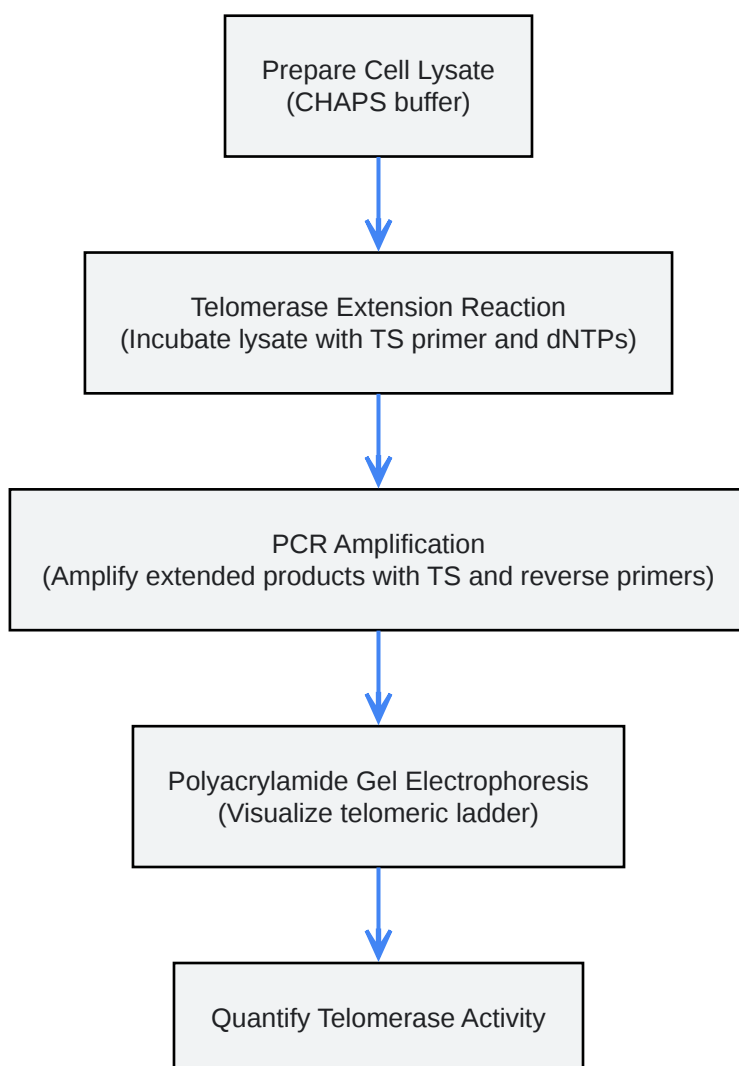 Prepare Cell Lysate
(CHAPS buffer)
Telomerase Extension Reaction
(Incubate lysate with TS primer and dNTPs)
PCR Amplification
(Amplify extended products with TS and reverse primers)
Polyacrylamide Gel Electrophoresis
(Visualize telomeric ladder)
Quantify Telomerase Activity